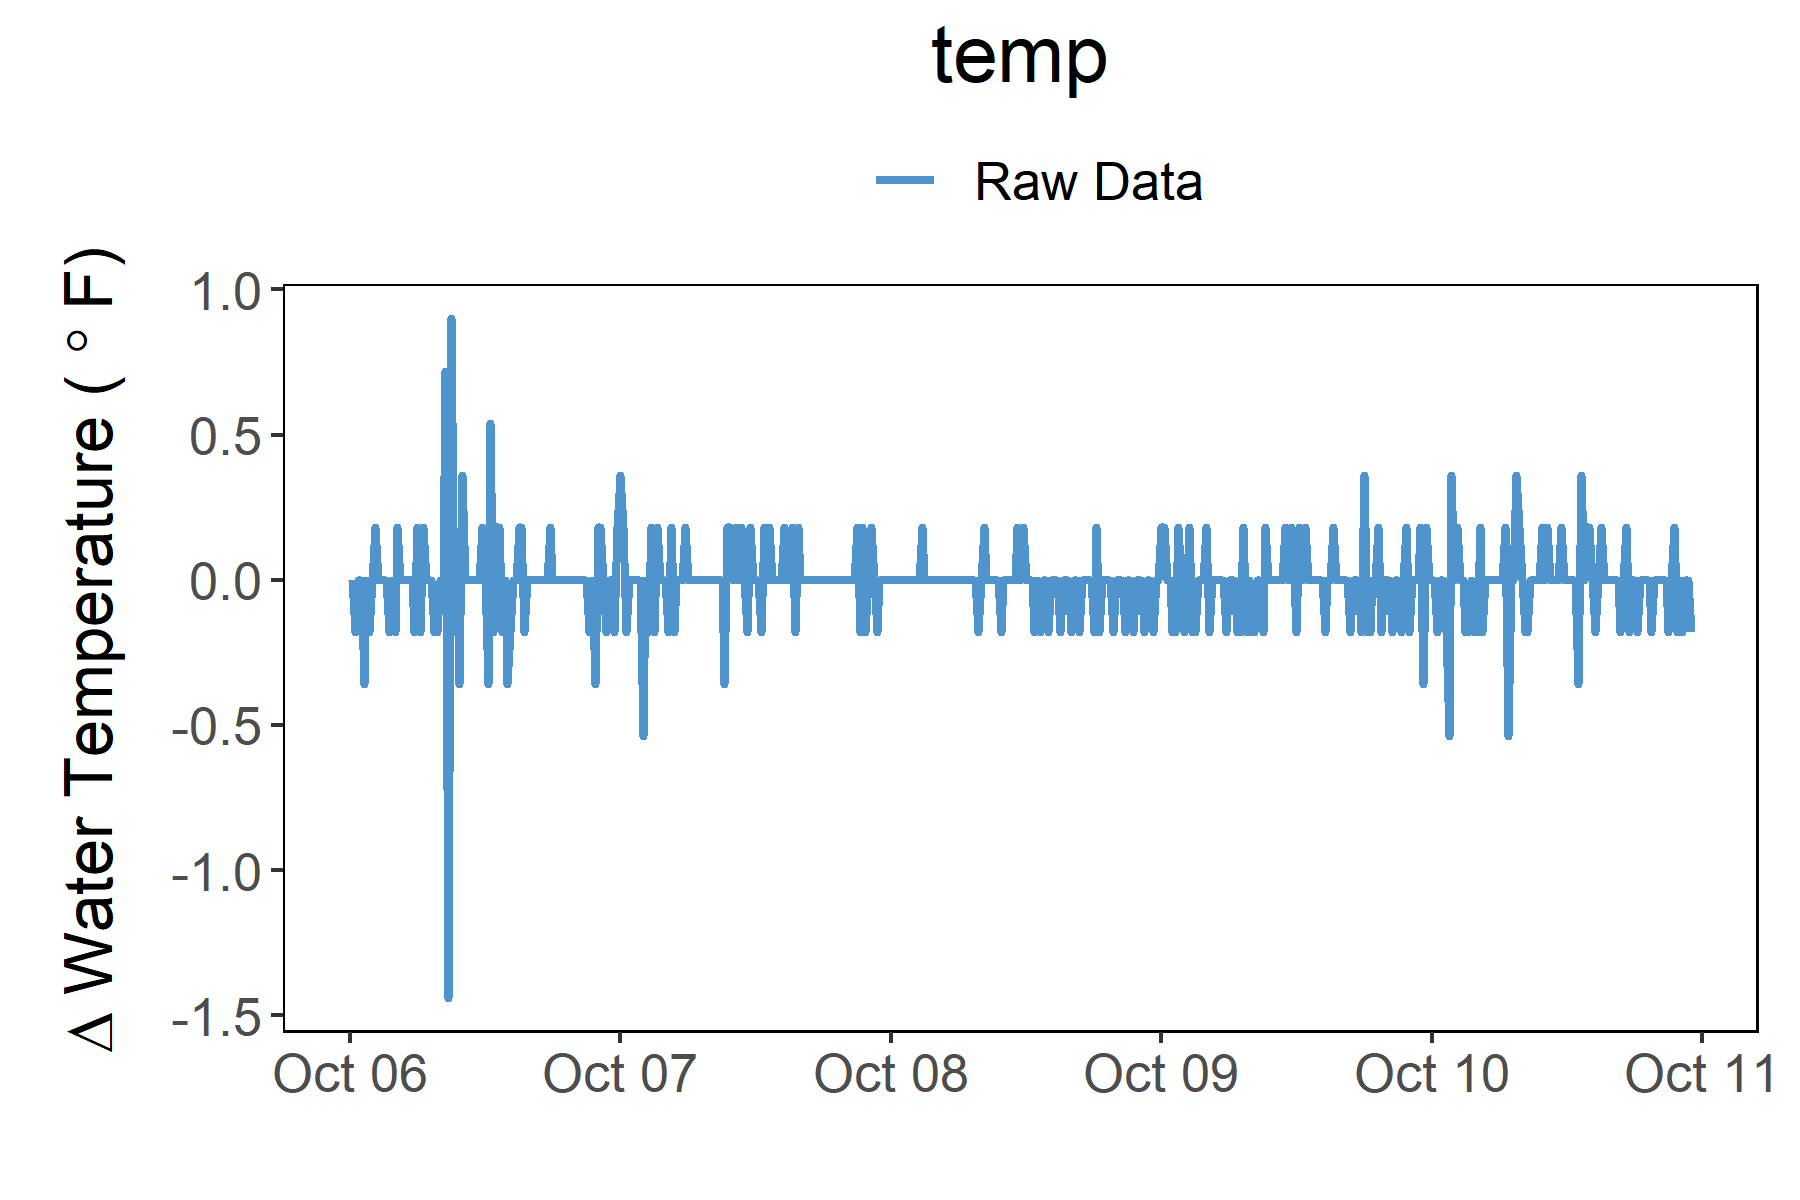 temp
Raw Data
Δ Water Temperature ( ° F)
1.0
0.5
0.0
-0.5
-1.0
-1.5
Oct 06 Oct 07 Oct 08 Oct 09 Oct 10 Oct 11